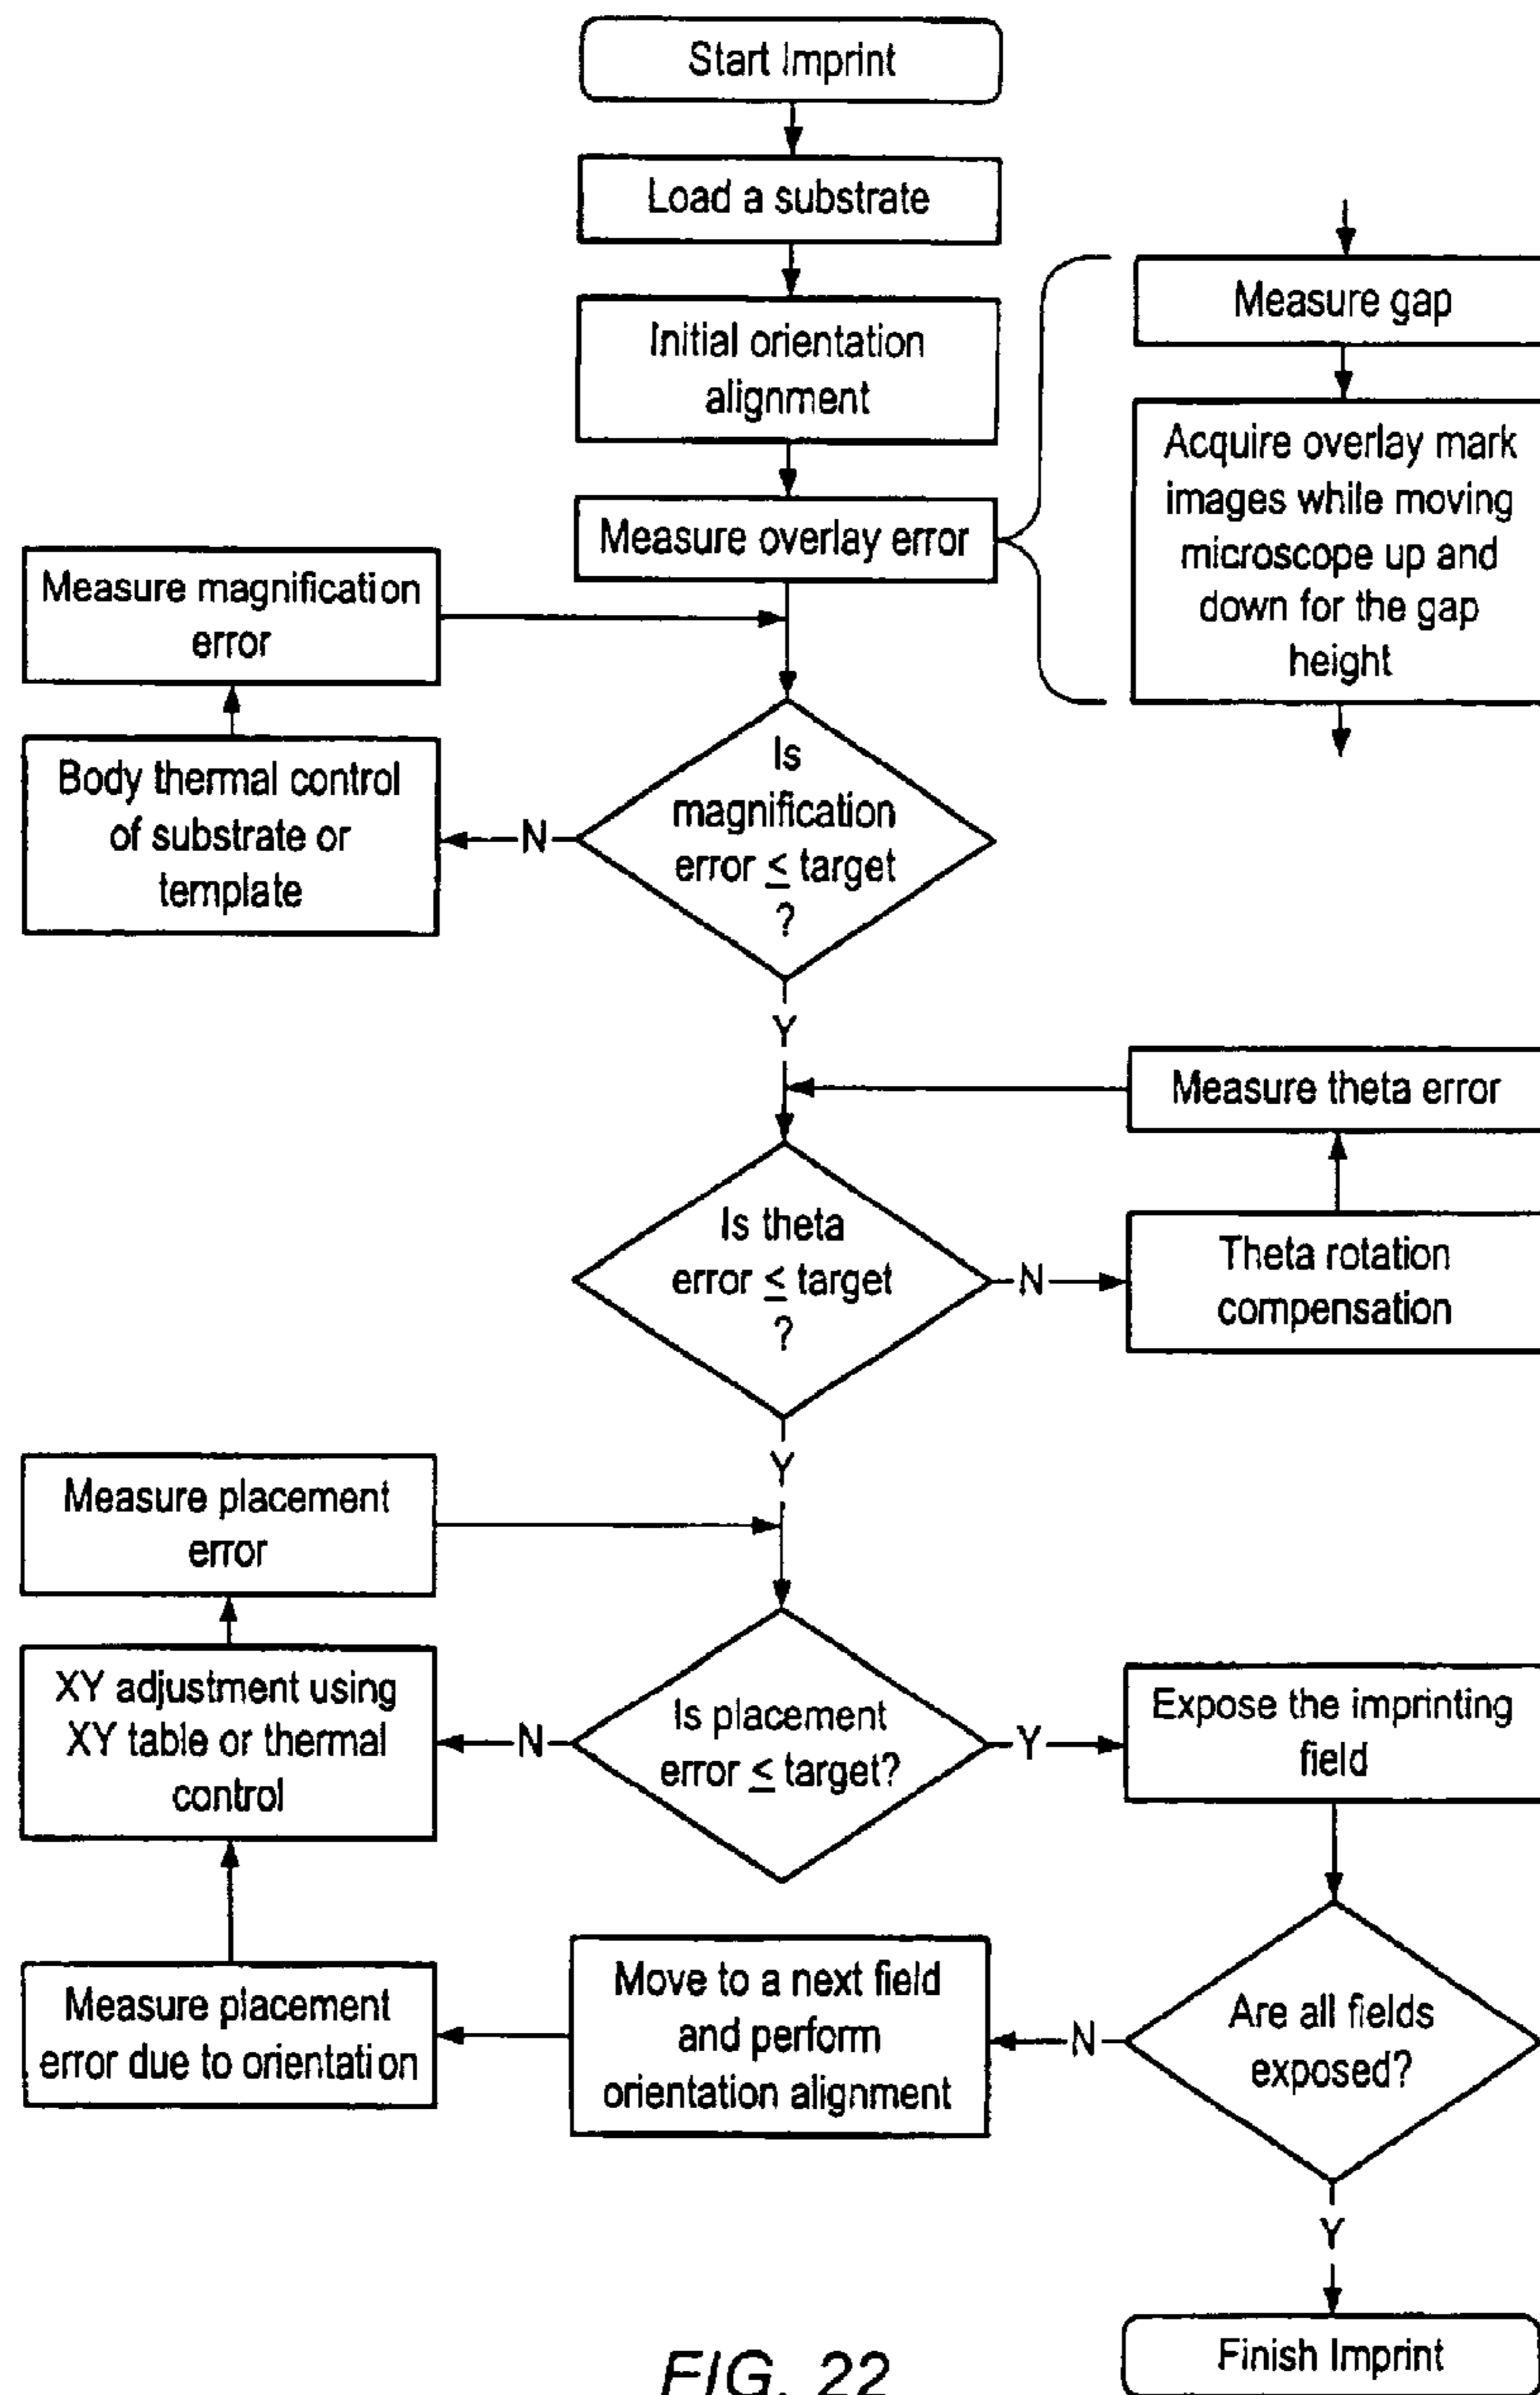 Start Imprint
Load a substrate
Initial orientation
alignment
Measure overlay error
Measure gap
Acquire overlay mark
images while moving
microscope up and
down for the gap
height
Measure magnification
error
Body thermal control
of substrate or
template
N
Is
magnification
error ≤ target
?
Y
Measure theta error
Is theta
error ≤ target
?
N
Theta rotation
compensation
Y
Measure placement
error
XY adjustment using
XY table or thermal
control
N
Is placement
error ≤ target?
Y
Expose the imprinting
field
Measure placement
error due to orientation
Move to a next field
and perform
orientation alignment
N
Are all fields
exposed?
Y
Finish Imprint
FIG. 22